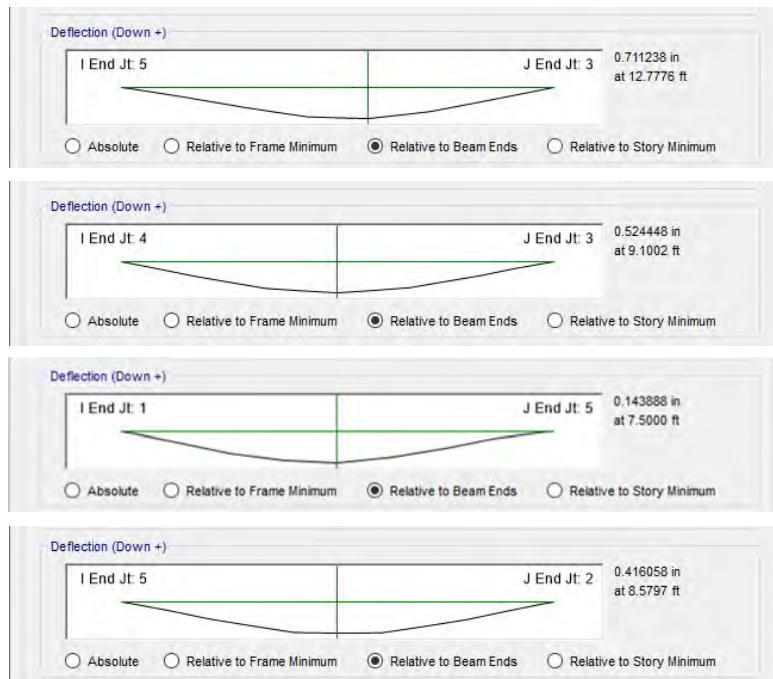 Deflection (Down +)
I End Jt: 5 J End Jt: 3 0.711238 in
at 12.7776 ft
Absolute Relative to Frame Minimum Relative to Beam Ends Relative to Story Minimum
Deflection (Down +)
I End Jt: 4 J End Jt: 3 0.524448 in
at 9.1002 ft
Absolute Relative to Frame Minimum Relative to Beam Ends Relative to Story Minimum
Deflection (Down +)
I End Jt: 1 J End Jt: 5 0.143888 in
at 7.5000 ft
Absolute Relative to Frame Minimum Relative to Beam Ends Relative to Story Minimum
Deflection (Down +)
I End Jt: 5 J End Jt: 2 0.416058 in
at 8.5797 ft
Absolute Relative to Frame Minimum Relative to Beam Ends Relative to Story Minimum